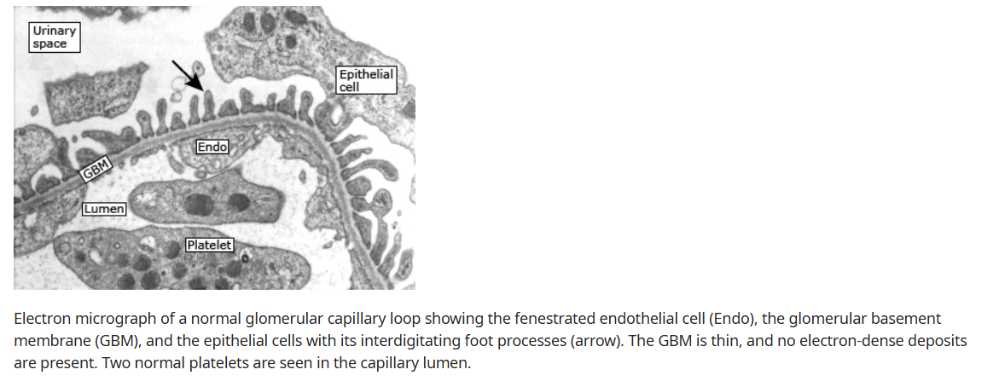 Urinary
space
Epithelial
cell
Endo
GBM
Lumen
Platelet
Electron micrograph of a normal glomerular capillary loop showing the fenestrated endothelial cell (Endo), the glomerular basement
membrane (GBM), and the epithelial cells with its interdigitating foot processes (arrow). The GBM is thin, and no electron-dense deposits
are present. Two normal platelets are seen in the capillary lumen.